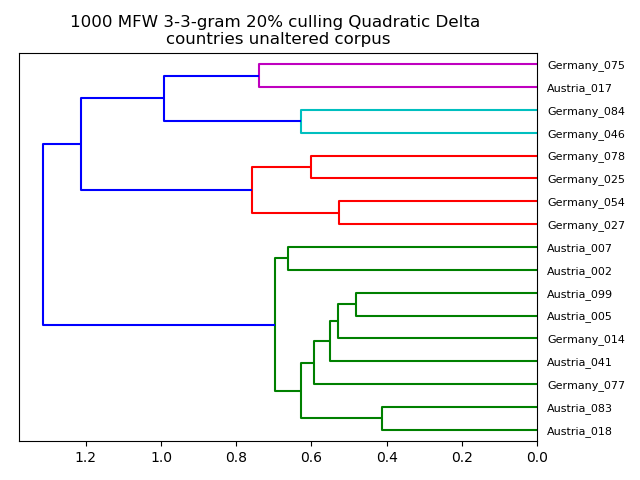 1000 MFW 3-3-gram 20% culling Quadratic Delta
countries unaltered corpus
Germany_075
Austria_017
Germany_084
Germany_046
Germany_078
Germany_025
Germany_054
Germany_027
Austria_007
Austria_002
Austria_099
Austria_005
Germany_014
Austria_041
Germany_077
Austria_083
Austria_018
1.2 1.0 0.8 0.6 0.4 0.2 0.0